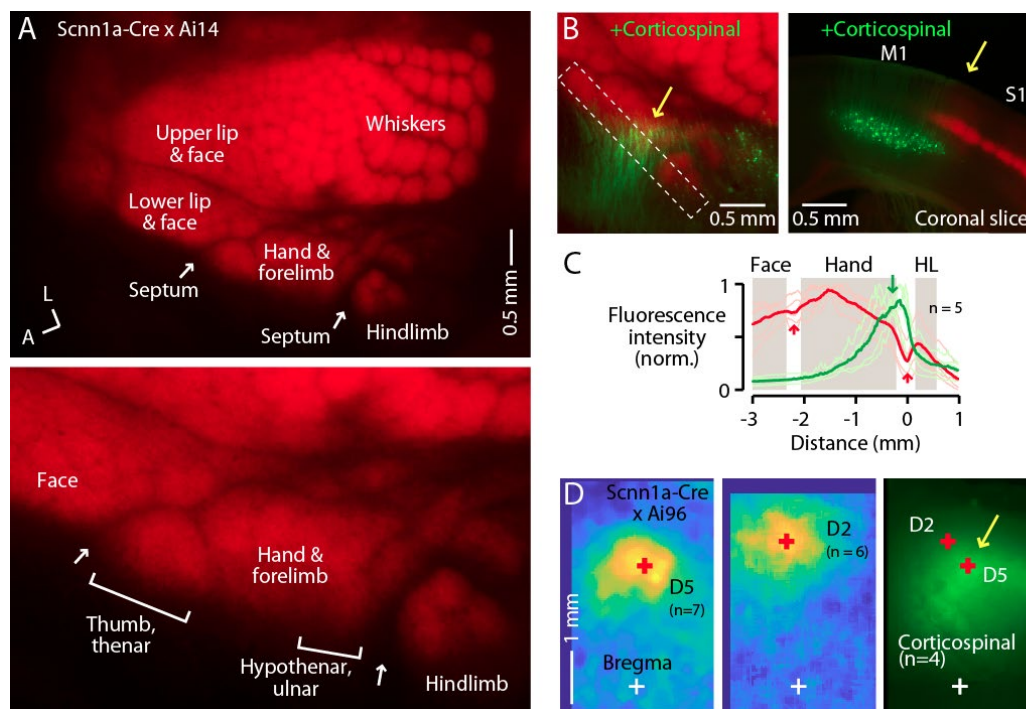 A
Scnn1a-Cre x Ai14
Upper lip
& face
Whiskers
Lower lip
& face
Hand &
forelimb
Septum
Septum
Hindlimb
L
A
0.5 mm
Face
Hand &
forelimb
Thumb,
thenar
Hypothenar,
ulnar
Hindlimb
B
+Corticospinal
0.5 mm
+Corticospinal
M1
S1
0.5 mm
Coronal slice
C
Face
Hand
HL
Fluorescence
intensity
(norm.)
1
0
n = 5
-3
-2
-1
0
1
Distance (mm)
D
Scnn1a-Cre
x Ai96
D5
(n=7)
Bregma
1 mm
D2
(n = 6)
D2
D5
Corticospinal
(n=4)